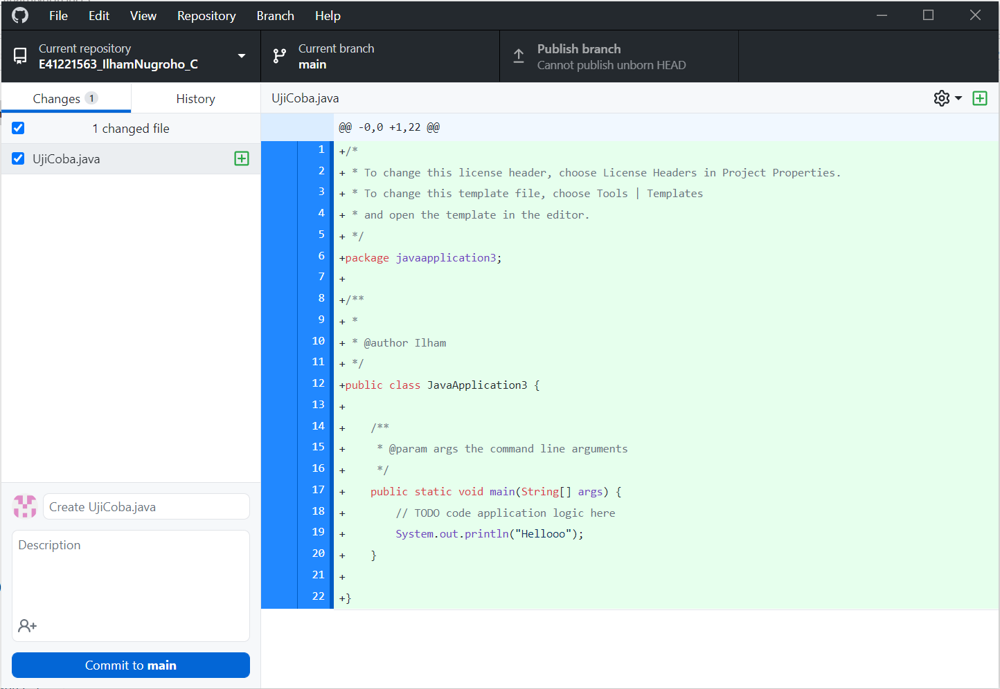 File Edit View Repository Branch Help
Current repository
E41221563_IlhamNugroho_C
Current branch
main
Publish branch
Cannot publish unborn HEAD
Changes 1
History
UjiCoba.java
1 changed file
UjiCoba.java
@@ -0,0 +1,22 @@
1 +/*
2 + * To change this license header, choose License Headers in Project Properties.
3 + * To change this template file, choose Tools | Templates
4 + * and open the template in the editor.
5 + */
6 +package javaapplication3;
7 +
8 +/**
9 + *
10 + * @author Ilham
11 + */
12 +public class JavaApplication3 {
13 +
14 +    /**
15 +     * @param args the command line arguments
16 +     */
17 +    public static void main(String[] args) {
18 +        // TODO code application logic here
19 +        System.out.println("Hellooo");
20 +    }
21 +
22 +}
Create UjiCoba.java
Description
Commit to main